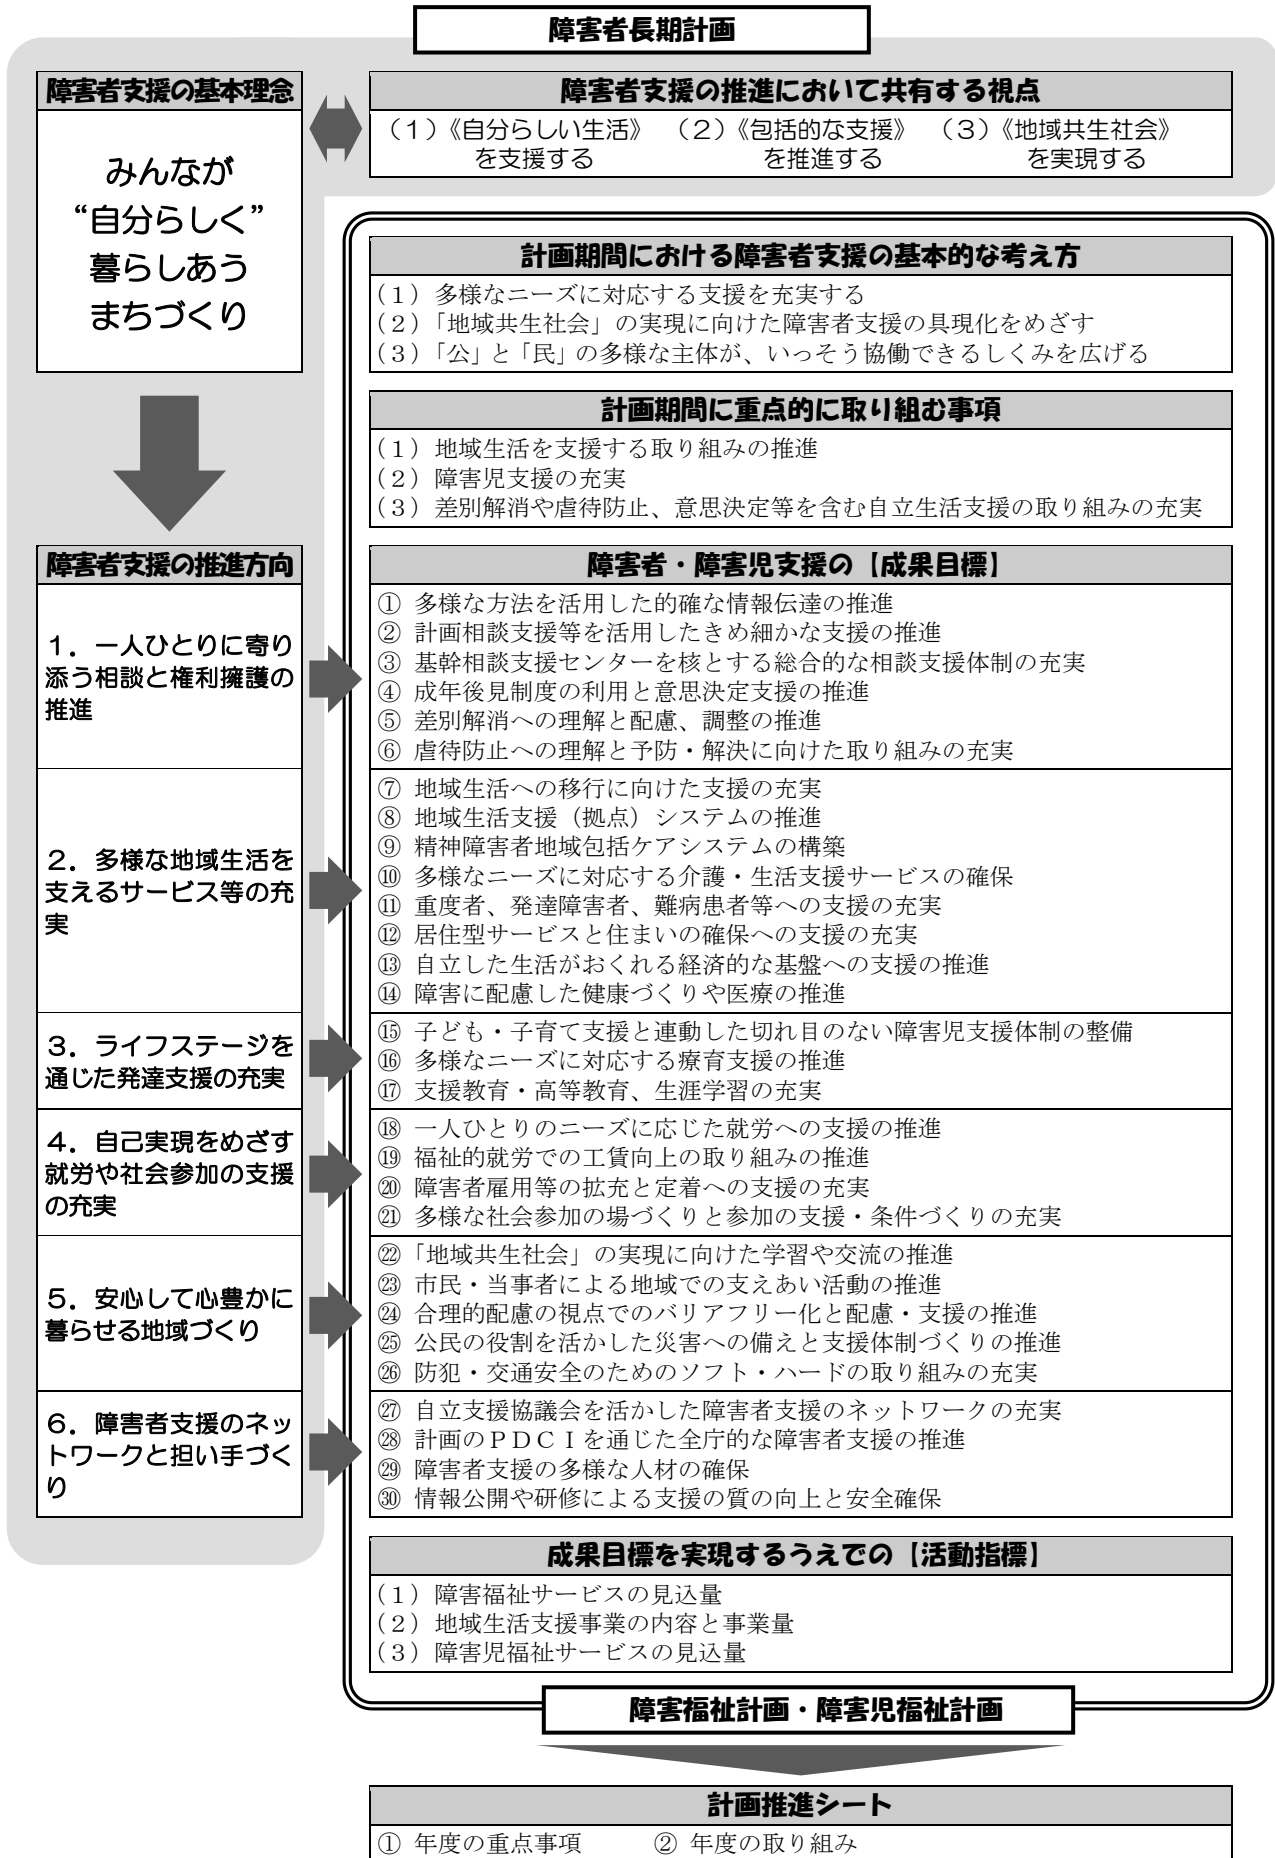 障害者長期計画
障害者支援の基本理念
みんなが
“自分らしく”
暮らしあう
まちづくり
障害者支援の推進において共有する視点
（１）《自分らしい生活》　（２）《包括的な支援》　（３）《地域共生社会》
を支援する　を推進する　を実現する
計画期間における障害者支援の基本的な考え方
（１）多様なニーズに対応する支援を充実する
（２）「地域共生社会」の実現に向けた障害者支援の具現化をめざす
（３）「公」と「民」の多様な主体が、いっそう協働できるしくみを広げる
計画期間に重点的に取り組む事項
（１）地域生活を支援する取り組みの推進
（２）障害児支援の充実
（３）差別解消や虐待防止、意思決定等を含む自立生活支援の取り組みの充実
障害者支援の推進方向
障害者・障害児支援の【成果目標】
１．一人ひとりに寄り
添う相談と権利擁護の
推進
① 多様な方法を活用した的確な情報伝達の推進
② 計画相談支援等を活用したきめ細かな支援の推進
③ 基幹相談支援センターを核とする総合的な相談支援体制の充実
④ 成年後見制度の利用と意思決定支援の推進
⑤ 差別解消への理解と配慮、調整の推進
⑥ 虐待防止への理解と予防・解決に向けた取り組みの充実
２．多様な地域生活を
支えるサービス等の充
実
⑦ 地域生活への移行に向けた支援の充実
⑧ 地域生活支援（拠点）システムの推進
⑨ 精神障害者地域包括ケアシステムの構築
⑩ 多様なニーズに対応する介護・生活支援サービスの確保
⑪ 重度者、発達障害者、難病患者等への支援の充実
⑫ 居住型サービスと住まいの確保への支援の充実
⑬ 自立した生活がおくれる経済的な基盤への支援の推進
⑭ 障害に配慮した健康づくりや医療の推進
３．ライフステージを
通じた発達支援の充実
⑮ 子ども・子育て支援と連動した切れ目のない障害児支援体制の整備
⑯ 多様なニーズに対応する療育支援の推進
⑰ 支援教育・高等教育、生涯学習の充実
４．自己実現をめざす
就労や社会参加の支援
の充実
⑱ 一人ひとりのニーズに応じた就労への支援の推進
⑲ 福祉的就労での工賃向上の取り組みの推進
⑳ 障害者雇用等の拡充と定着への支援の充実
㉑ 多様な社会参加の場づくりと参加の支援・条件づくりの充実
５．安心して心豊かに
暮らせる地域づくり
㉒「地域共生社会」の実現に向けた学習や交流の推進
㉓ 市民・当事者による地域での支えあい活動の推進
㉔ 合理的配慮の視点でのバリアフリー化と配慮・支援の推進
㉕ 公民の役割を活かした災害への備えと支援体制づくりの推進
㉖ 防犯・交通安全のためのソフト・ハードの取り組みの充実
６．障害者支援のネッ
トワークと担い手づく
り
㉗ 自立支援協議会を活かした障害者支援のネットワークの充実
㉘ 計画のＰＤＣＩを通じた全庁的な障害者支援の推進
㉙ 障害者支援の多様な人材の確保
㉚ 情報公開や研修による支援の質の向上と安全確保
成果目標を実現するうえでの【活動指標】
（１）障害福祉サービスの見込量
（２）地域生活支援事業の内容と事業量
（３）障害児福祉サービスの見込量
障害福祉計画・障害児福祉計画
計画推進シート
① 年度の重点事項　② 年度の取り組み